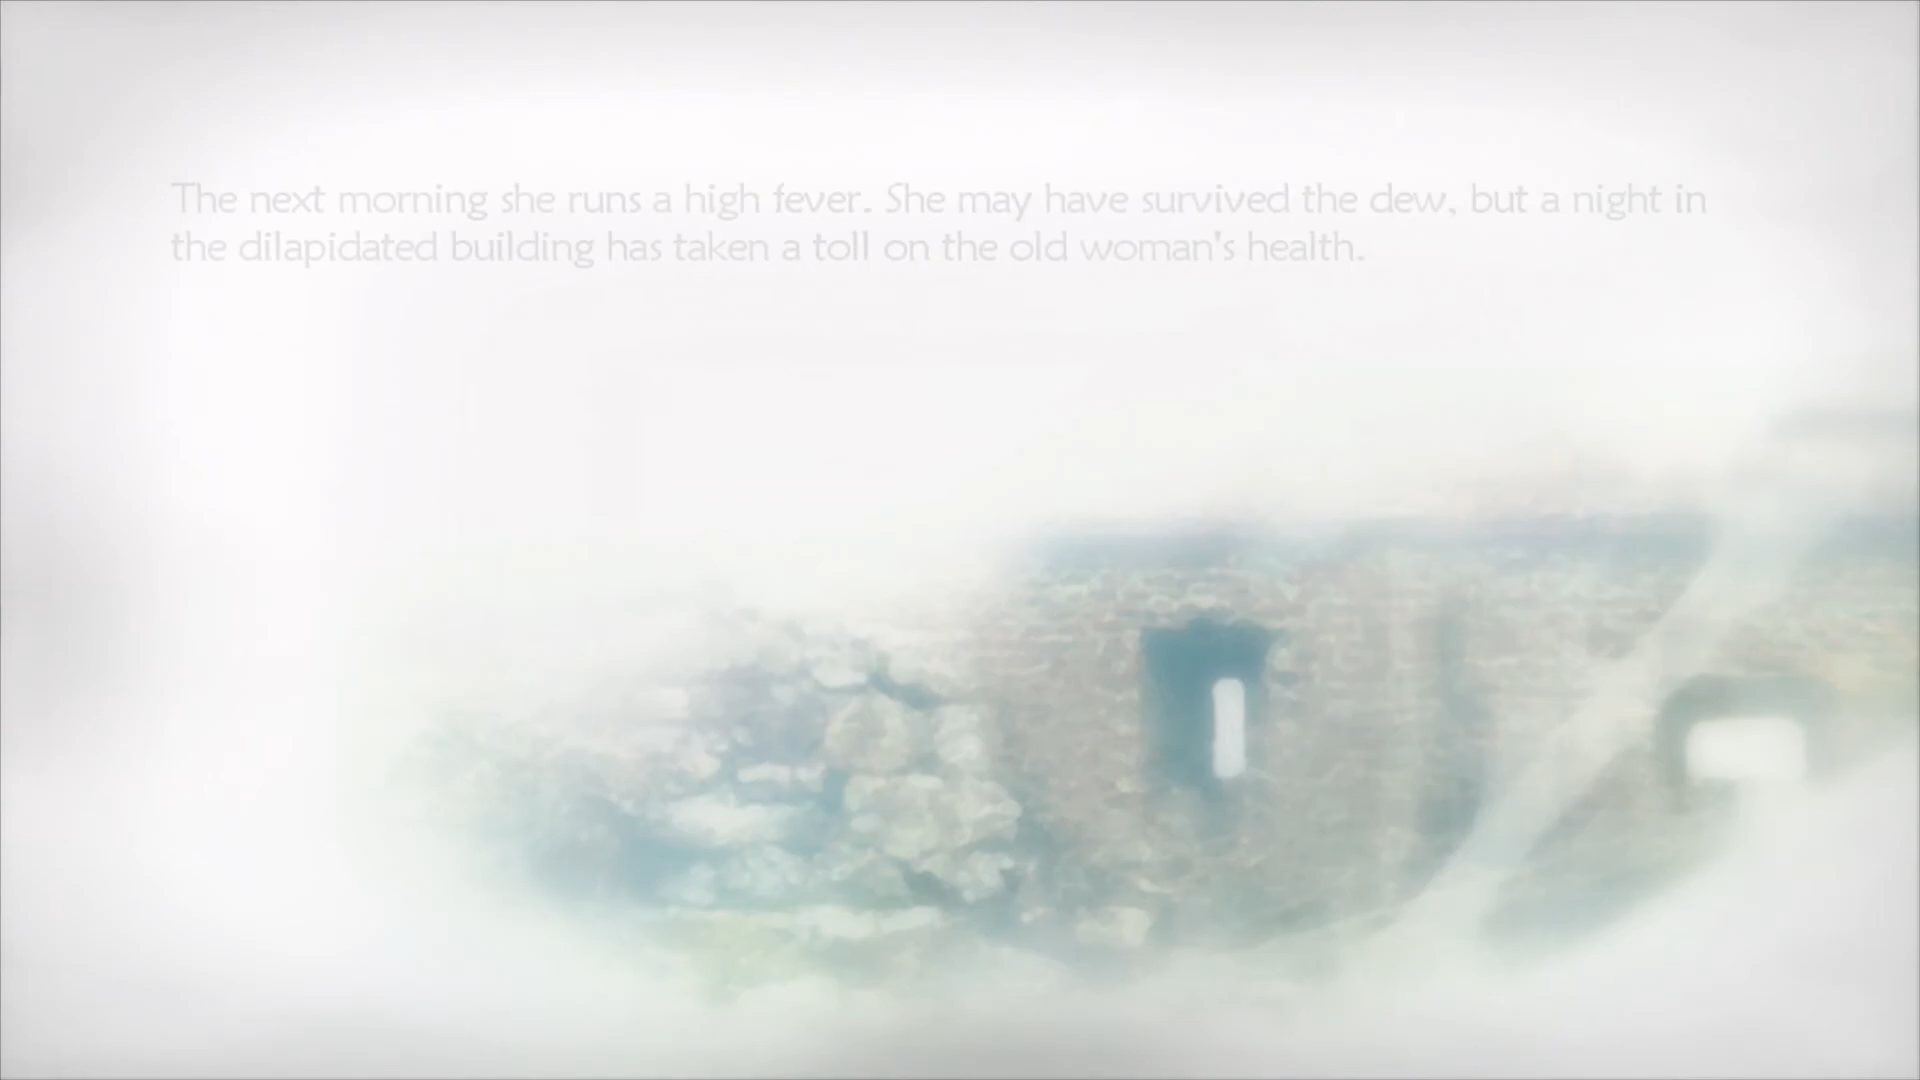 The next morning she runs a high fever. She may have survived the dew, but a night in
the dilapidated building has taken a toll on the old woman's health.